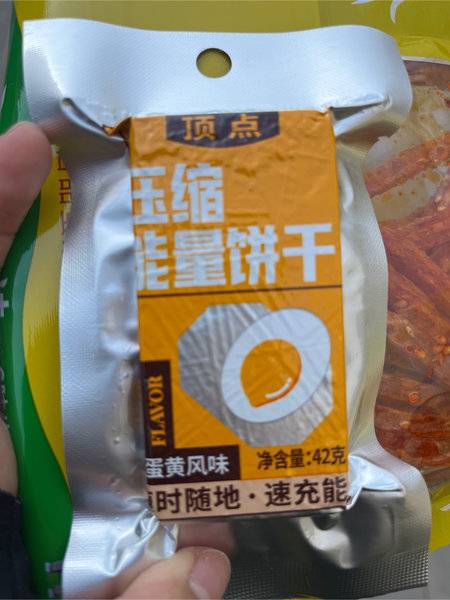 顶点
压缩
能量饼干
FLAVOR
蛋黄风味
净含量:42克
随时随地·速充能